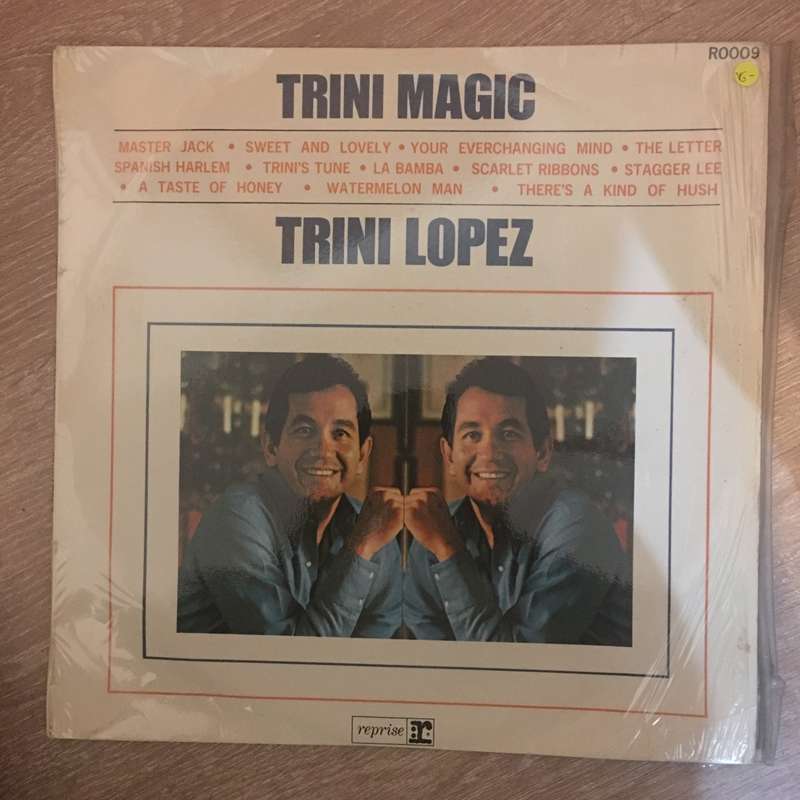 R0009
6-
TRINI MAGIC
MASTER JACK • SWEET AND LOVELY • YOUR EVERCHANGING MIND • THE LETTER
SPANISH HARLEM • TRINI'S TUNE • LA BAMBA • SCARLET RIBBONS • STAGGER LEE
• A TASTE OF HONEY • WATERMELON MAN • THERE'S A KIND OF HUSH
TRINI LOPEZ
reprise r: